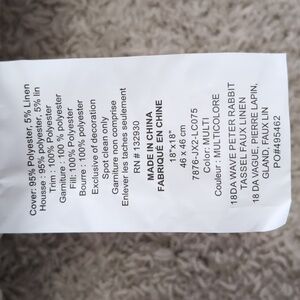 Cover: 95% Polyester, 5% Linen
Housse : 95% polyester, 5% lin
Trim : 100% Polyester
Garniture : 100 % polyester
Fill: 100% Polyester
Bourre : 100% polyester
Exclusive of decoration
Spot clean only
Garniture non comprise
Enlever les taches seulement
RN # 132930
MADE IN CHINA
FABRIQUÉ EN CHINE
18"x18"
46 x 46 cm
7876-JX2-LC075
Color: MULTI
Couleur : MULTICOLORE
18DA WAVE PETER RABBIT
TASSEL FAUX LINEN
18 DA VAGUE, PIERRE LAPIN,
GLAND, FAUX LIN
PO#495462